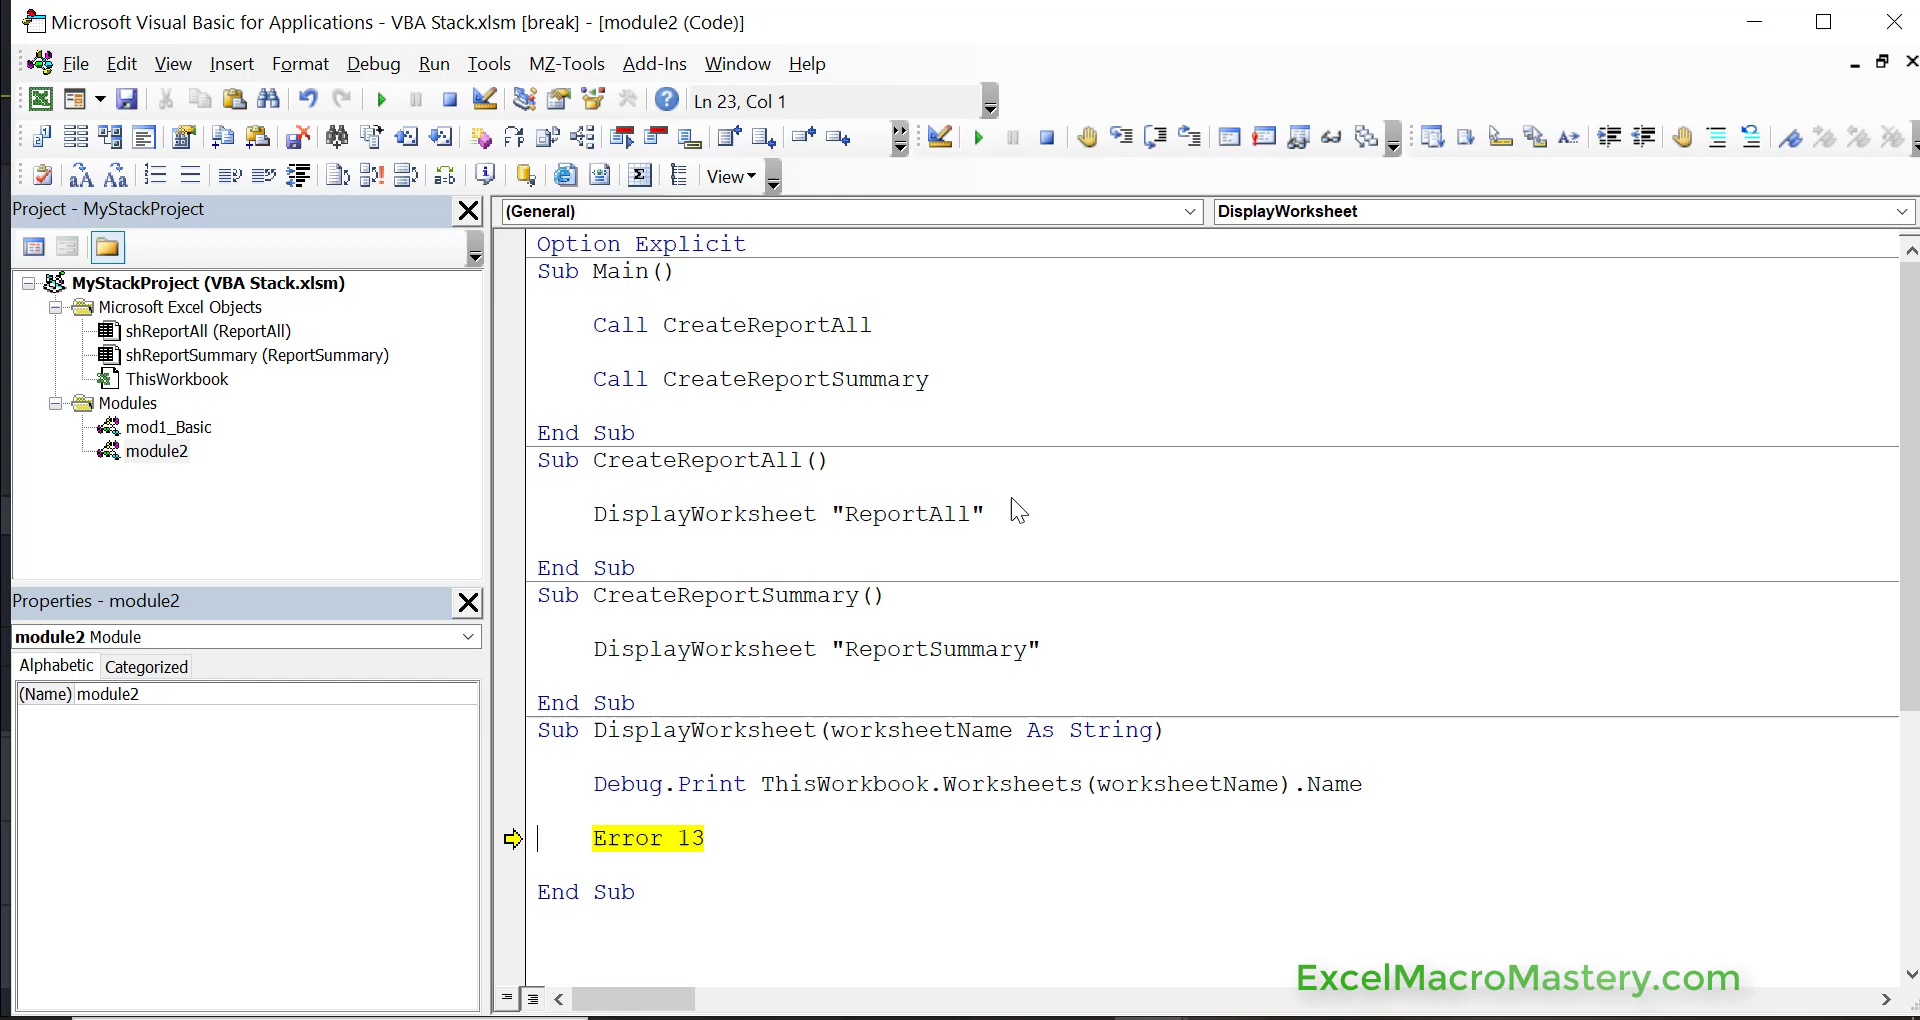 Microsoft Visual Basic for Applications - VBA Stack.xlsm [break] - [module2 (Code)]
File Edit View Insert Format Debug Run Tools MZ-Tools Add-Ins Window Help
Ln 23, Col 1
View
Project - MyStackProject
MyStackProject (VBA Stack.xlsm)
Microsoft Excel Objects
shReportAll (ReportAll)
shReportSummary (ReportSummary)
ThisWorkbook
Modules
mod1_Basic
module2
Properties - module2
module2 Module
Alphabetic Categorized
(Name) module2
(General) DisplayWorksheet
Option Explicit
Sub Main()
Call CreateReportAll
Call CreateReportSummary
End Sub
Sub CreateReportAll()
DisplayWorksheet "ReportAll"
End Sub
Sub CreateReportSummary()
DisplayWorksheet "ReportSummary"
End Sub
Sub DisplayWorksheet(worksheetName As String)
Debug.Print ThisWorkbook.Worksheets(worksheetName).Name
Error 13
End Sub
ExcelMacroMastery.com